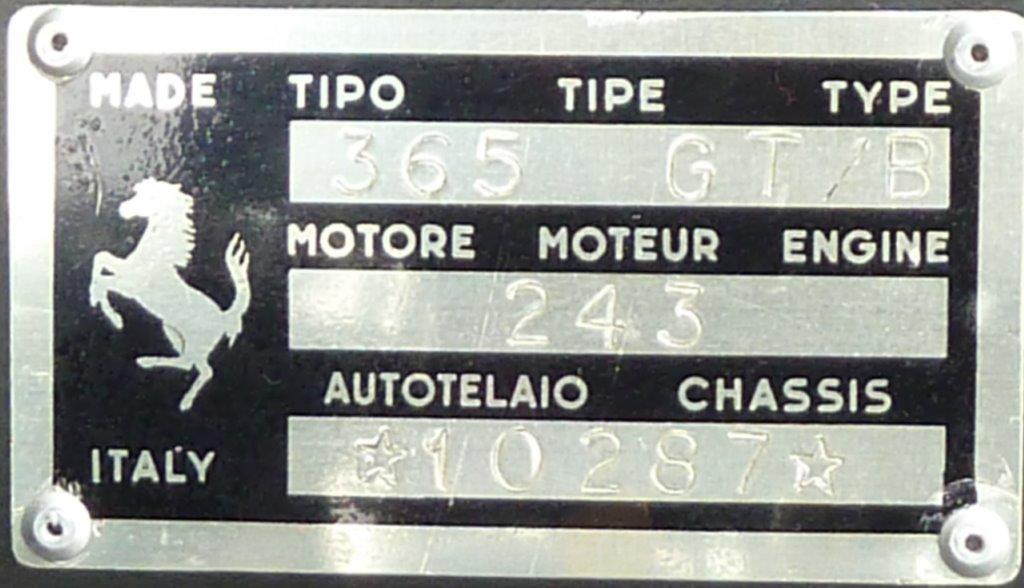 MADE TIPO TIPE TYPE
365 GT/B
MOTORE MOTEUR ENGINE
243
AUTOTELAIO CHASSIS
ITALY ☆10287☆